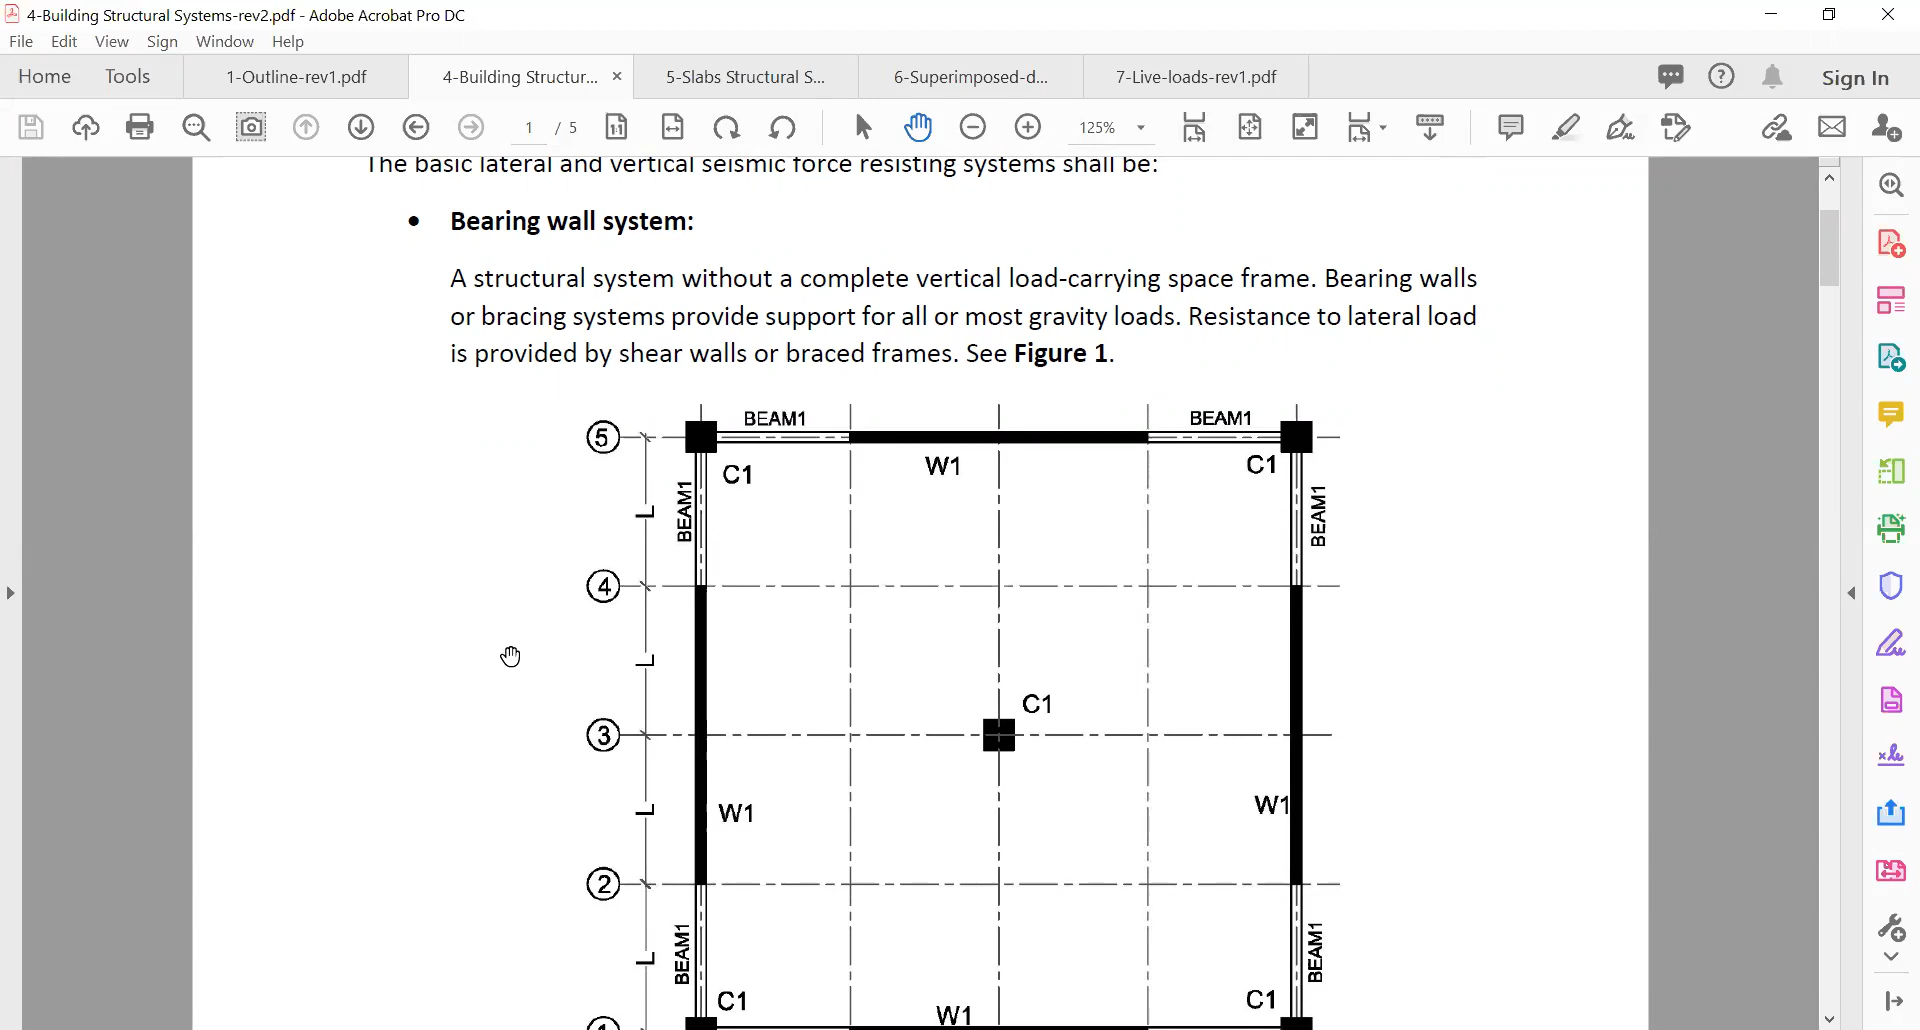 4-Building Structural Systems-rev2.pdf - Adobe Acrobat Pro DC
File Edit View Sign Window Help
Home Tools 1-Outline-rev1.pdf 4-Building Structur... × 5-Slabs Structural S... 6-Superimposed-d... 7-Live-loads-rev1.pdf Sign In
1 / 5 125%
The basic lateral and vertical seismic force resisting systems shall be:
• Bearing wall system:
A structural system without a complete vertical load-carrying space frame. Bearing walls
or bracing systems provide support for all or most gravity loads. Resistance to lateral load
is provided by shear walls or braced frames. See Figure 1.
BEAM1 BEAM1
5
C1 W1 C1
L BEAM1 BEAM1
4
L
C1
3
L W1 W1
2
L BEAM1 BEAM1
C1 W1 C1
1